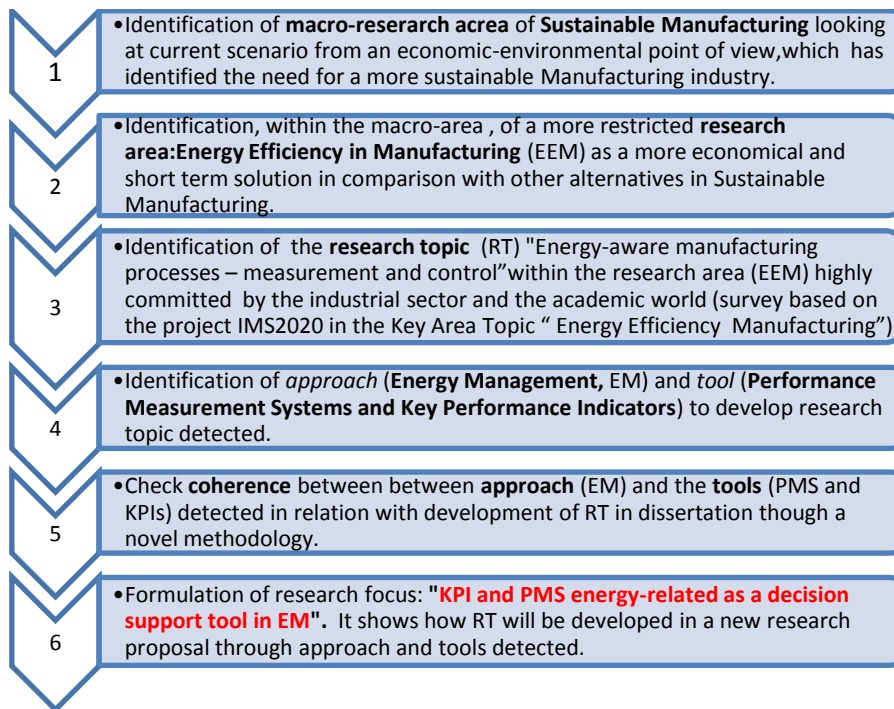 1
•Identification of macro-reserarch acrea of Sustainable Manufacturing looking
at current scenario from an economic-environmental point of view,which has
identified the need for a more sustainable Manufacturing industry.
2
•Identification, within the macro-area , of a more restricted research
area:Energy Efficiency in Manufacturing (EEM) as a more economical and
short term solution in comparison with other alternatives in Sustainable
Manufacturing.
3
•Identification of the research topic (RT) "Energy-aware manufacturing
processes – measurement and control”within the research area (EEM) highly
committed by the industrial sector and the academic world (survey based on
the project IMS2020 in the Key Area Topic “ Energy Efficiency Manufacturing”)
4
•Identification of approach (Energy Management, EM) and tool (Performance
Measurement Systems and Key Performance Indicators) to develop research
topic detected.
5
•Check coherence between between approach (EM) and the tools (PMS and
KPIs) detected in relation with development of RT in dissertation though a
novel methodology.
6
•Formulation of research focus: "KPI and PMS energy-related as a decision
support tool in EM". It shows how RT will be developed in a new research
proposal through approach and tools detected.